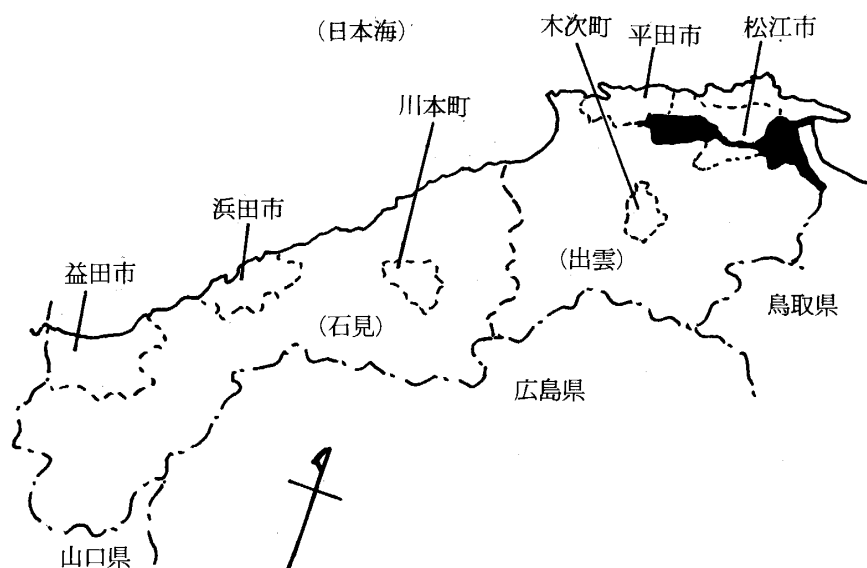 (日本海)
木次町
平田市
松江市
川本町
浜田市
益田市
(出雲)
(石見)
鳥取県
広島県
山口県